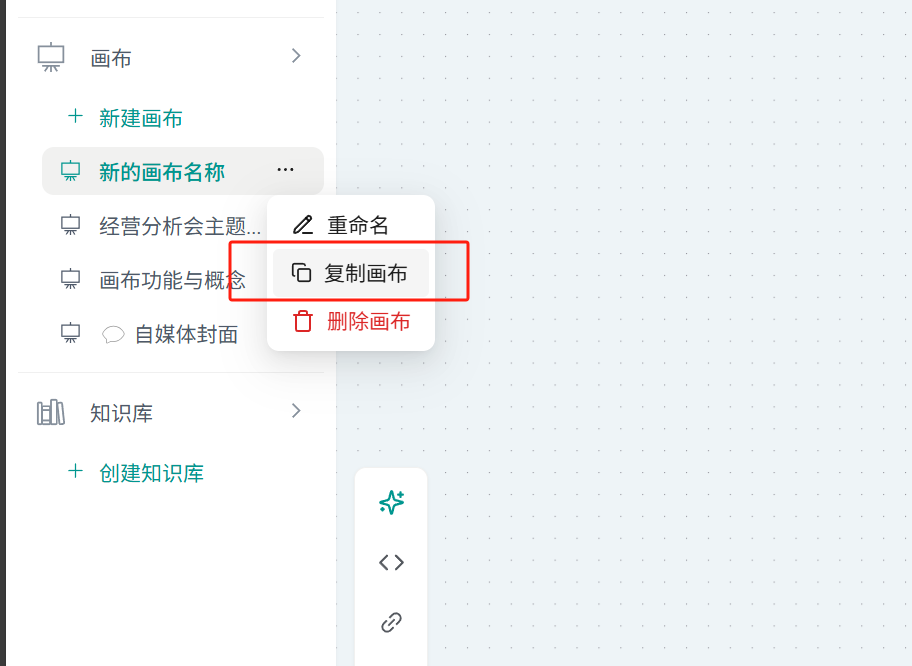 画布
新建画布
新的画布名称
经营分析会主题...
重命名
画布功能与概念
复制画布
自媒体封面
删除画布
知识库
创建知识库